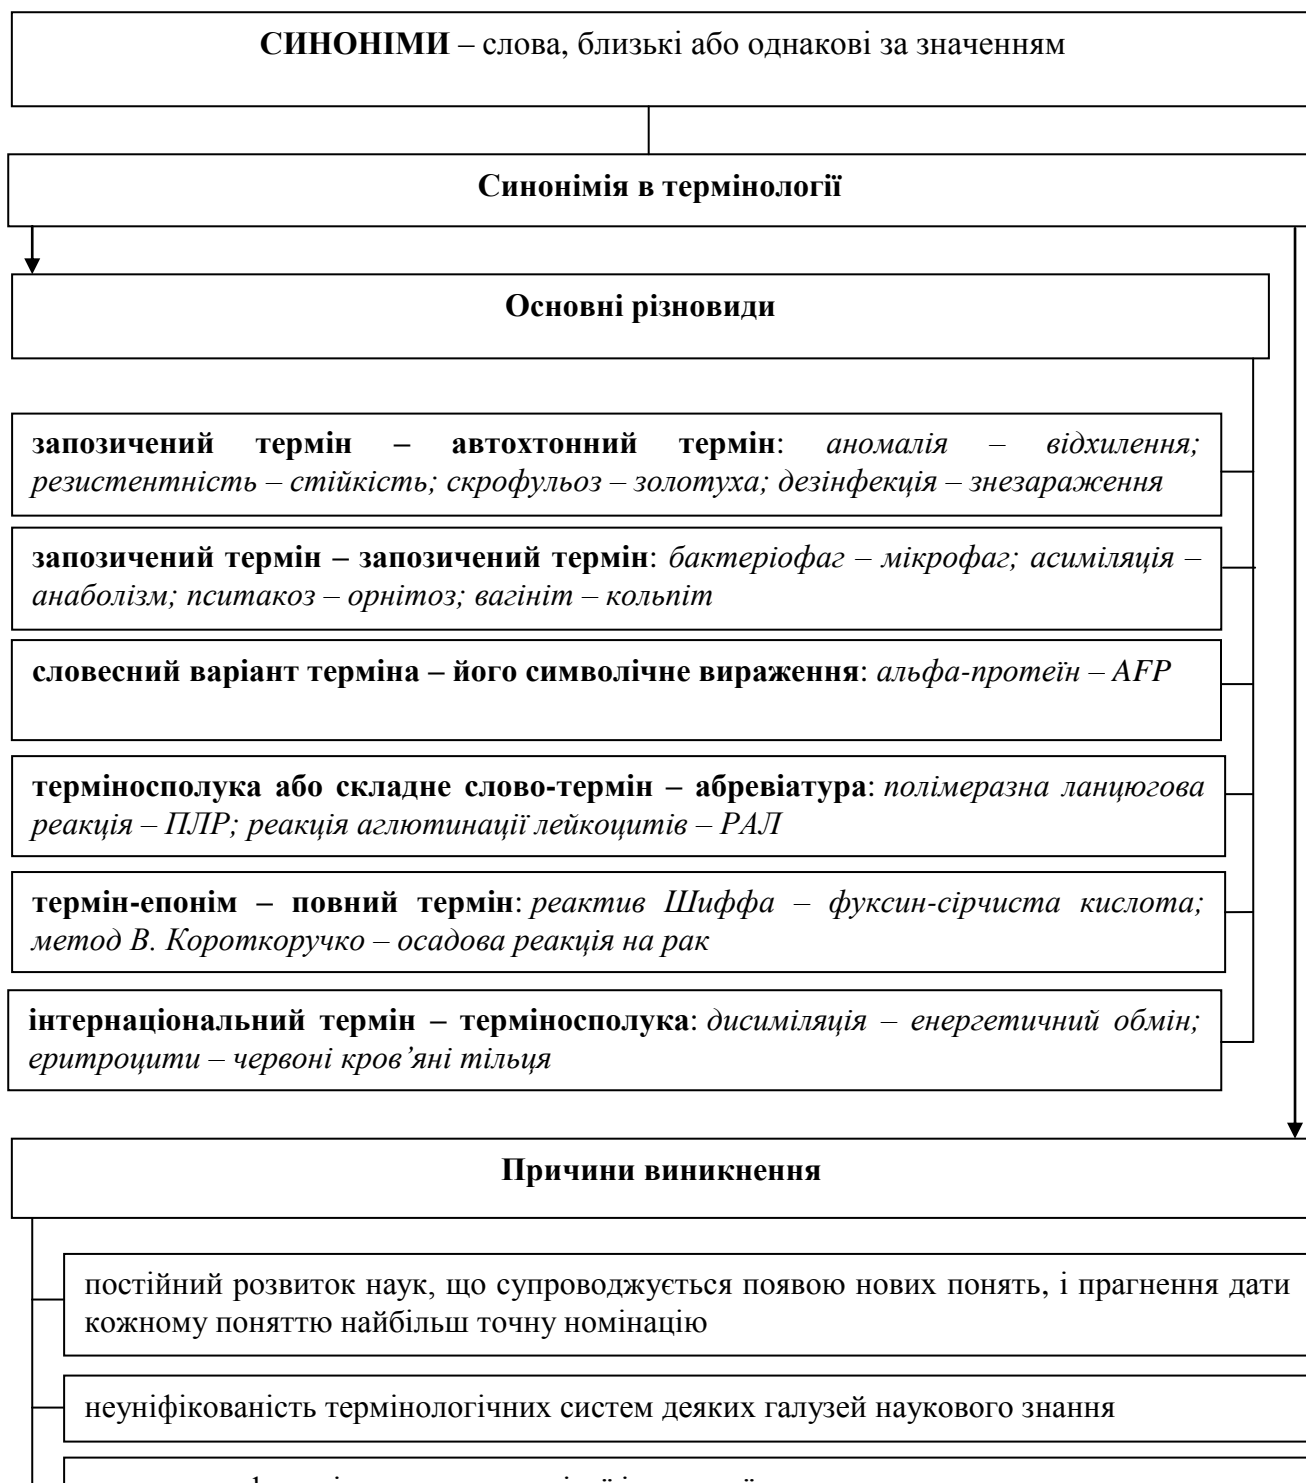 СИНОНІМИ – слова, близькі або однакові за значенням
Синонімія в термінології
Основні різновиди
запозичений термін – автохтонний термін: аномалія – відхилення;
резистентність – стійкість; скрофульоз – золотуха; дезінфекція – знезараження
запозичений термін – запозичений термін: бактеріофаг – мікрофаг; асиміляція –
анаболізм; пситакоз – орнітоз; вагініт – кольпіт
словесний варіант терміна – його символічне вираження: альфа-протеїн – AFP
терміносполука або складне слово-термін – абревіатура: полімеразна ланцюгова
реакція – ПЛР; реакція аглютинації лейкоцитів – РАЛ
термін-епонім – повний термін: реактив Шиффа – фуксин-сірчиста кислота;
метод В. Короткоручко – осадова реакція на рак
інтернаціональний термін – терміносполука: дисиміляція – енергетичний обмін;
еритроцити – червоні кров’яні тільця
Причини виникнення
постійний розвиток наук, що супроводжується появою нових понять, і прагнення дати
кожному поняттю найбільш точну номінацію
неуніфікованість термінологічних систем деяких галузей наукового знання